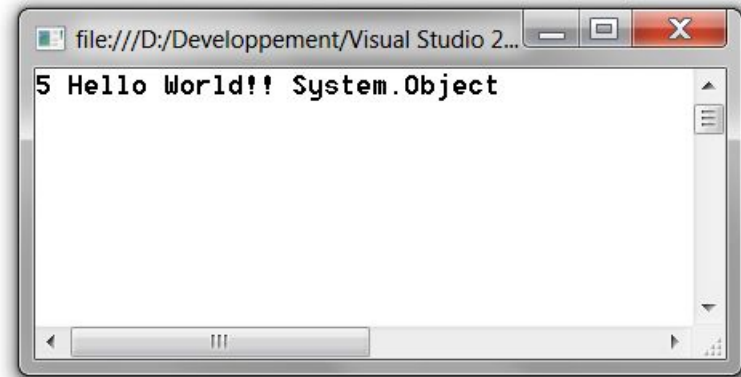 file:///D:/Developpement/Visual Studio 2...
5 Hello World!! System.Object